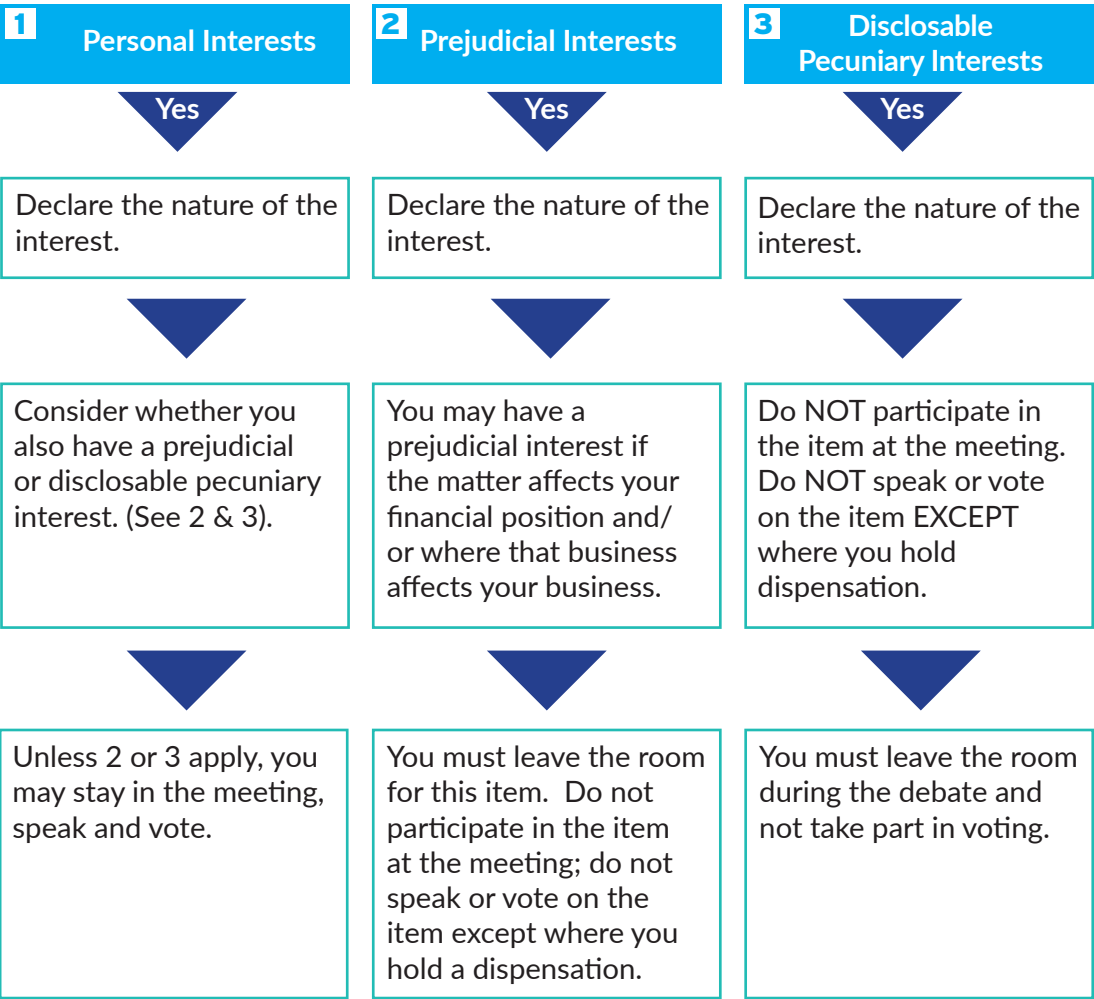 1
Personal Interests
Yes
Declare the nature of the
interest.
Consider whether you
also have a prejudicial
or disclosable pecuniary
interest. (See 2 & 3).
Unless 2 or 3 apply, you
may stay in the meeting,
speak and vote.
2
Prejudicial Interests
Yes
Declare the nature of the
interest.
You may have a
prejudicial interest if
the matter affects your
financial position and/
or where that business
affects your business.
You must leave the room
for this item.  Do not
participate in the item
at the meeting; do not
speak or vote on the
item except where you
hold a dispensation.
3
Disclosable
Pecuniary Interests
Yes
Declare the nature of the
interest.
Do NOT participate in
the item at the meeting.
Do NOT speak or vote
on the item EXCEPT
where you hold
dispensation.
You must leave the room
during the debate and
not take part in voting.